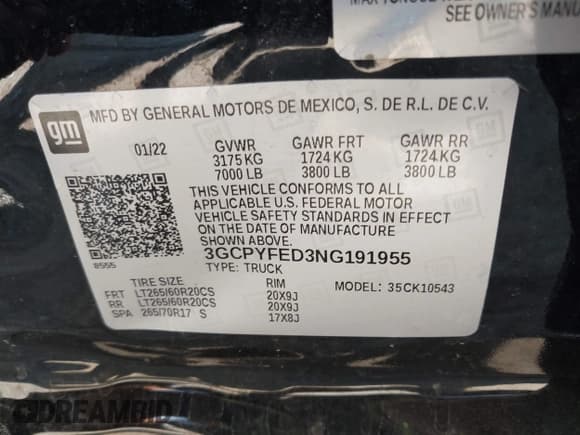 MAX TONGUE
SEE OWNER'S MANU
gm
MFD BY GENERAL MOTORS DE MEXICO, S. DE R.L. DE C.V.
01/22 GVWR GAWR FRT GAWR RR
3175 KG 1724 KG 1724 KG
7000 LB 3800 LB 3800 LB
THIS VEHICLE CONFORMS TO ALL
APPLICABLE U.S. FEDERAL MOTOR
VEHICLE SAFETY STANDARDS IN EFFECT
ON THE DATE OF MANUFACTURE
SHOWN ABOVE.
8555 3GCPYFED3NG191955
TYPE: TRUCK
TIRE SIZE RIM MODEL: 35CK10543
FRT LT265/60R20CS 20X9J
RR LT265/60R20CS 20X9J
SPA 265/70R17 S 17X8J
DREAMBID